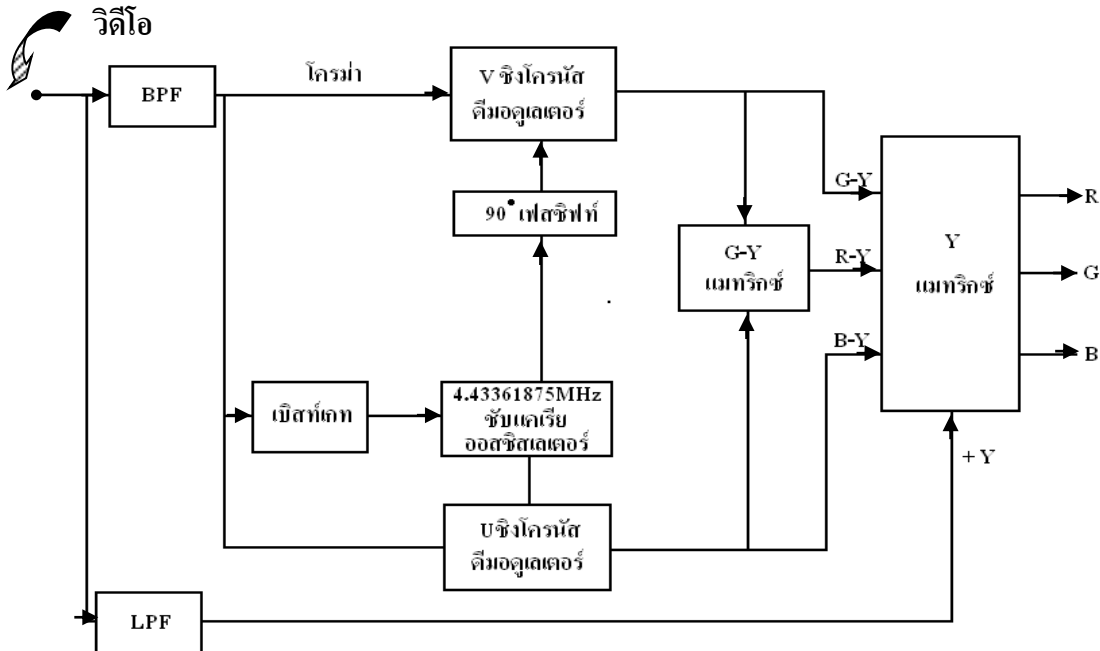 วิดีโอ
BPF
โครม่า
V ซิงโครนัส
ดีมอดูเลเตอร์
90° เฟสชิฟท์
G-Y
แมทริกซ์
G-Y
R-Y
B-Y
Y
แมทริกซ์
R
G
B
เบิสท์เกท
4.43361875MHz
ซับแคเรีย
ออสซิสเลเตอร์
+ Y
Uซิงโครนัส
ดีมอดูเลเตอร์
LPF